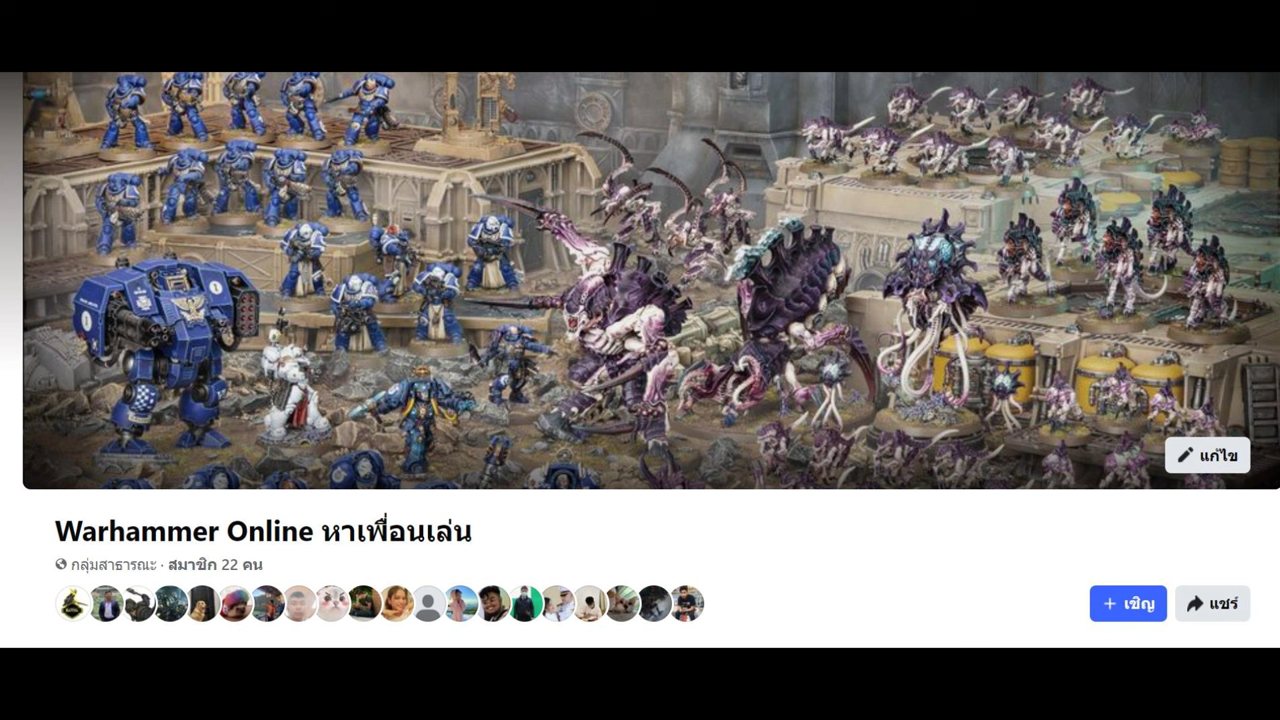 แก้ไข
Warhammer Online หาเพื่อนเล่น
กลุ่มสาธารณะ · สมาชิก 22 คน
+ เชิญ
แชร์